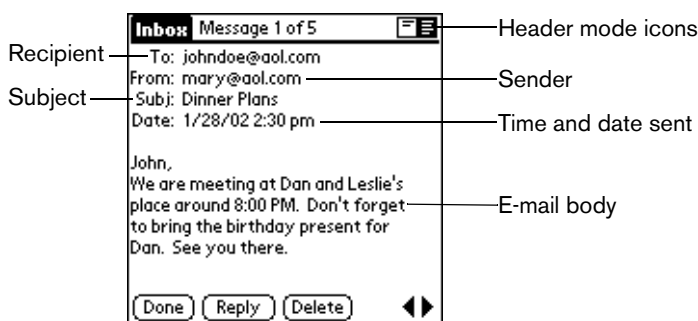 Inbox Message 1 of 5
Header mode icons
Recipient
To: johndoe@aol.com
From: mary@aol.com
Sender
Subject
Subj: Dinner Plans
Date: 1/28/02 2:30 pm
Time and date sent
John,
We are meeting at Dan and Leslie's
place around 8:00 PM. Don't forget
E-mail body
to bring the birthday present for
Dan. See you there.
Done Reply Delete